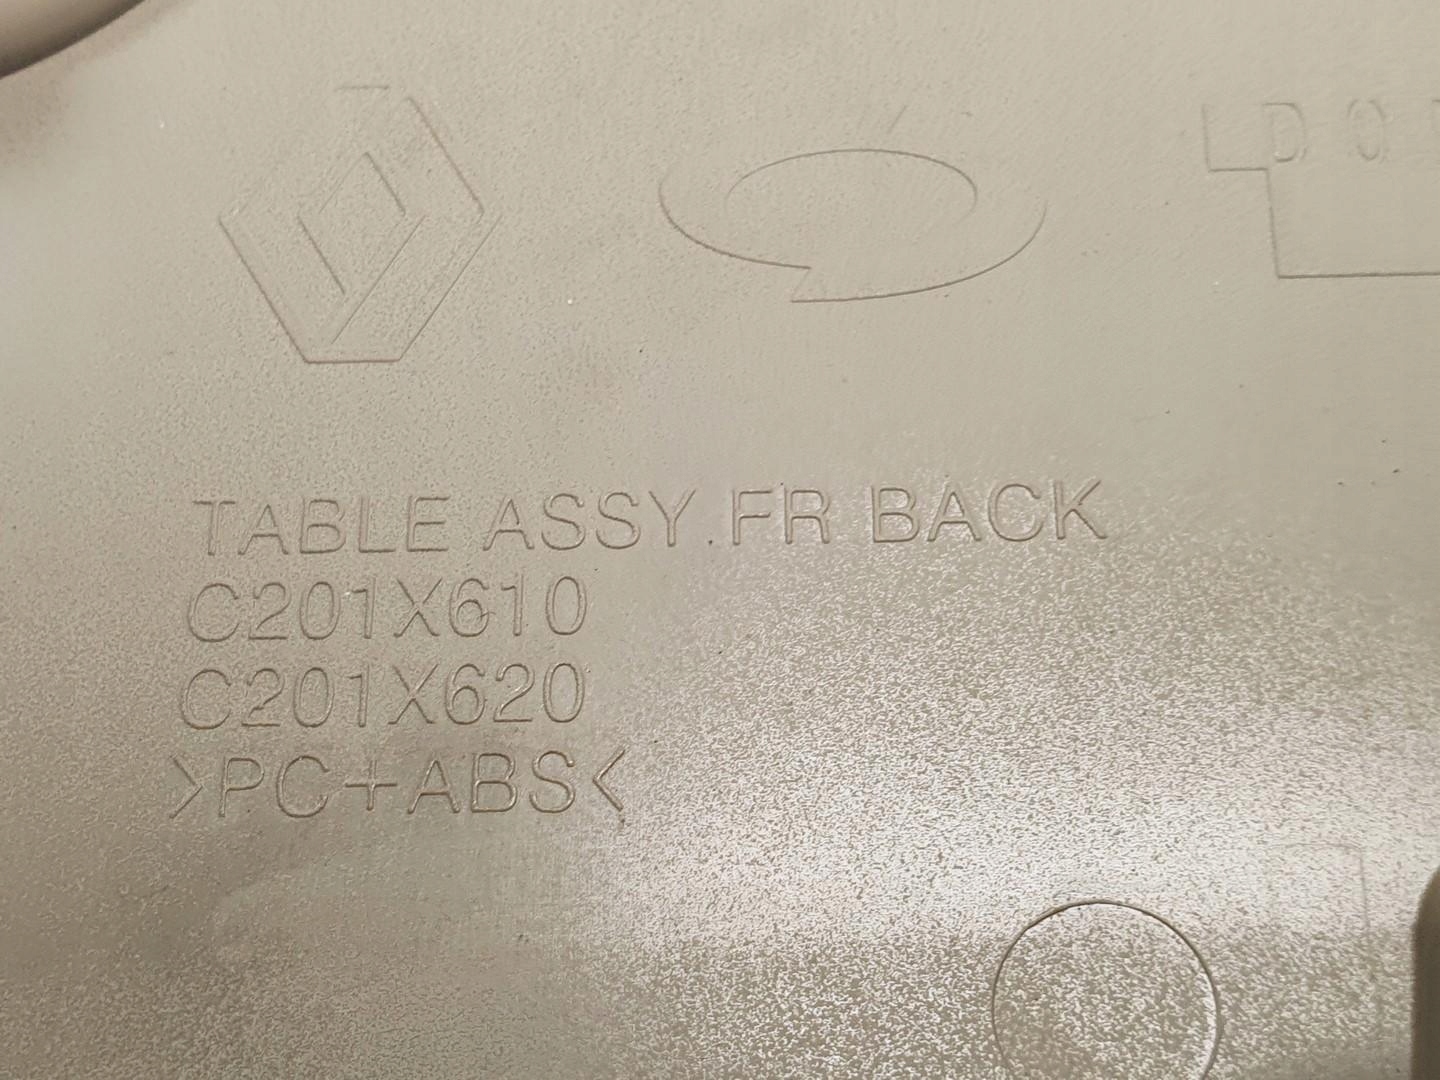 TABLE ASSY.FR BACK
C201X610
C201X620
>PC+ABS<